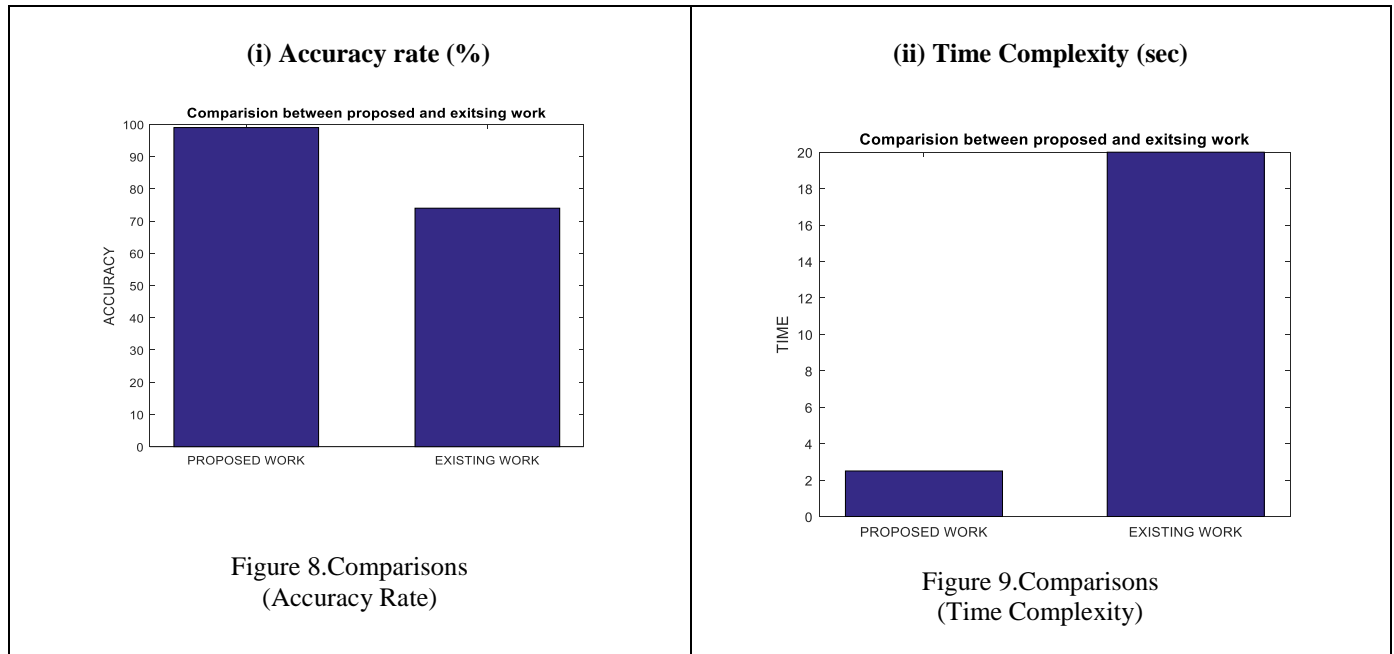 (i) Accuracy rate (%)
Comparision between proposed and exitsing work
100
90
80
70
60
50
40
30
20
10
0
ACCURACY
PROPOSED WORK
EXISTING WORK
Figure 8.Comparisons
(Accuracy Rate)
(ii) Time Complexity (sec)
Comparision between proposed and exitsing work
20
18
16
14
12
10
8
6
4
2
0
TIME
PROPOSED WORK
EXISTING WORK
Figure 9.Comparisons
(Time Complexity)